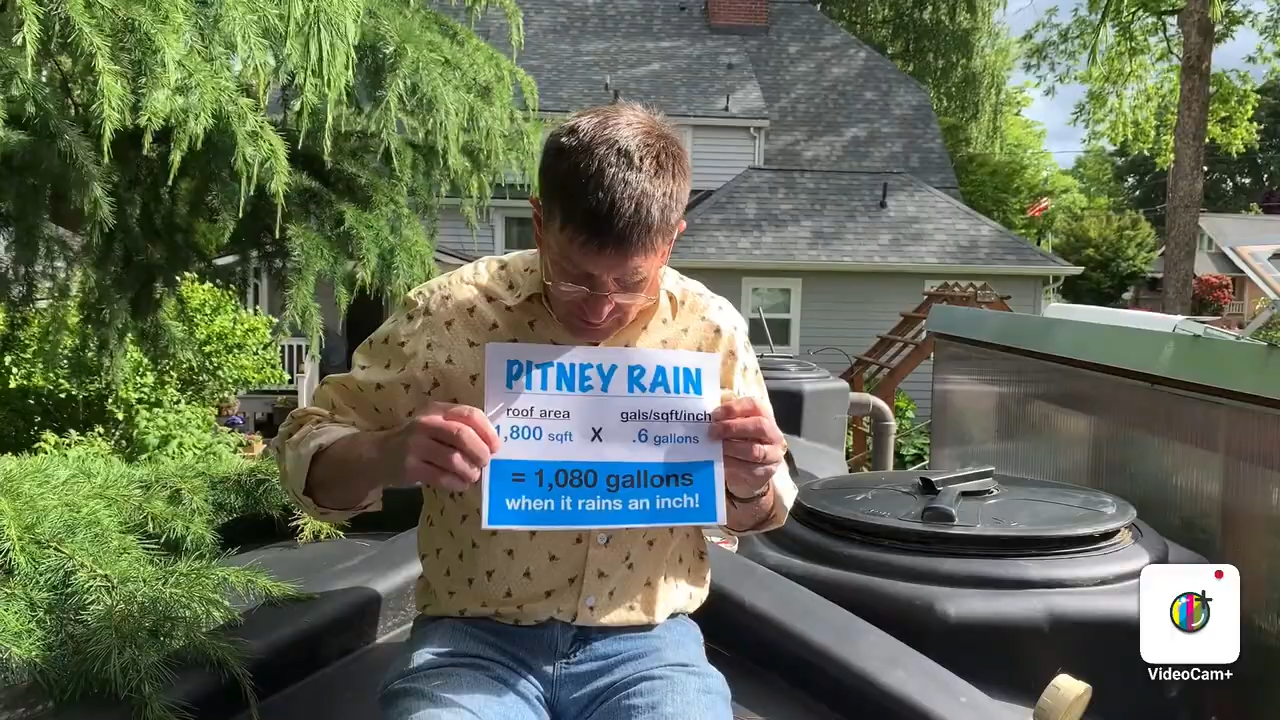 PITNEY RAIN
roof area gals/sqft/inch
1,800 sqft X .6 gallons
= 1,080 gallons
when it rains an inch!
VideoCam+